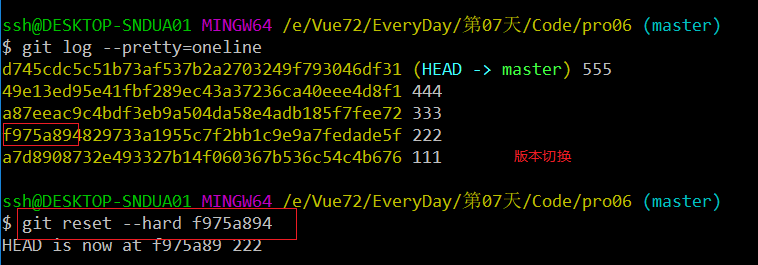 ssh@DESKTOP-SNDUA01 MINGW64 /e/Vue72/EveryDay/第07天/Code/pro06 (master)
$ git log --pretty=oneline
d745cdc5c51b73af537b2a2703249f793046df31 (HEAD -> master) 555
49e13ed95e41fbf289ec43a37236ca40eee4d8f1 444
a87eeac9c4bdf3eb9a504da58e4adb185f7fee72 333
f975a894829733a1955c7f2bb1c9e9a7fedade5f 222
a7d8908732e493327b14f060367b536c54c4b676 111 版本切换
ssh@DESKTOP-SNDUA01 MINGW64 /e/Vue72/EveryDay/第07天/Code/pro06 (master)
$ git reset --hard f975a894
HEAD is now at f975a89 222